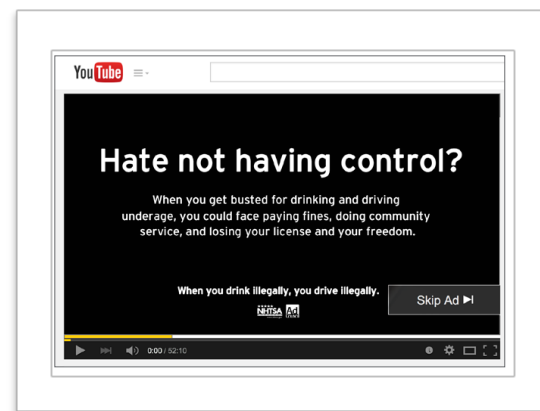 YouTube
Hate not having control?
When you get busted for drinking and driving
underage, you could face paying fines, doing community
service, and losing your license and your freedom.
When you drink illegally, you drive illegally.
NHTSA Ad
Skip Ad
0:00 / 52:10